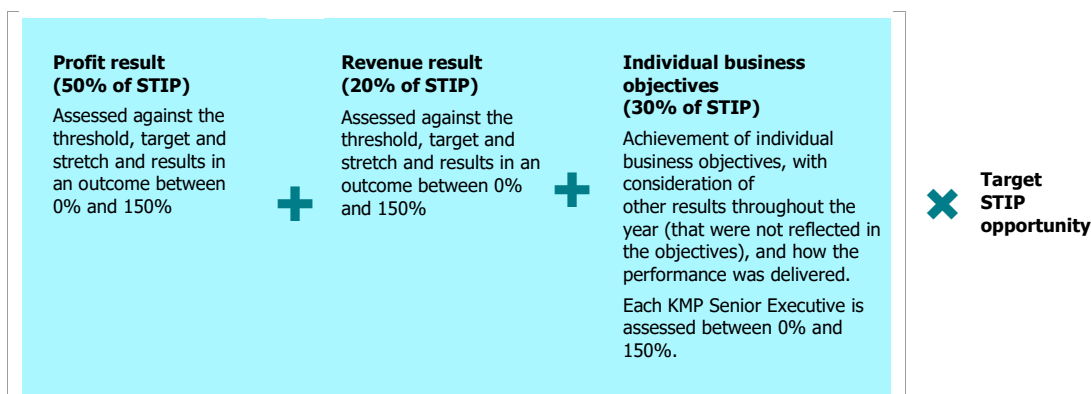 Profit result
(50% of STIP)
Assessed against the
threshold, target and
stretch and results in
an outcome between
0% and 150%
Revenue result
(20% of STIP)
Assessed against the
threshold, target and
stretch and results in an
outcome between 0%
and 150%
Individual business
objectives
(30% of STIP)
Achievement of individual
business objectives, with
consideration of
other results throughout the
year (that were not reflected in
the objectives), and how the
performance was delivered.
Each KMP Senior Executive is
assessed between 0% and
150%.
Target
STIP
opportunity